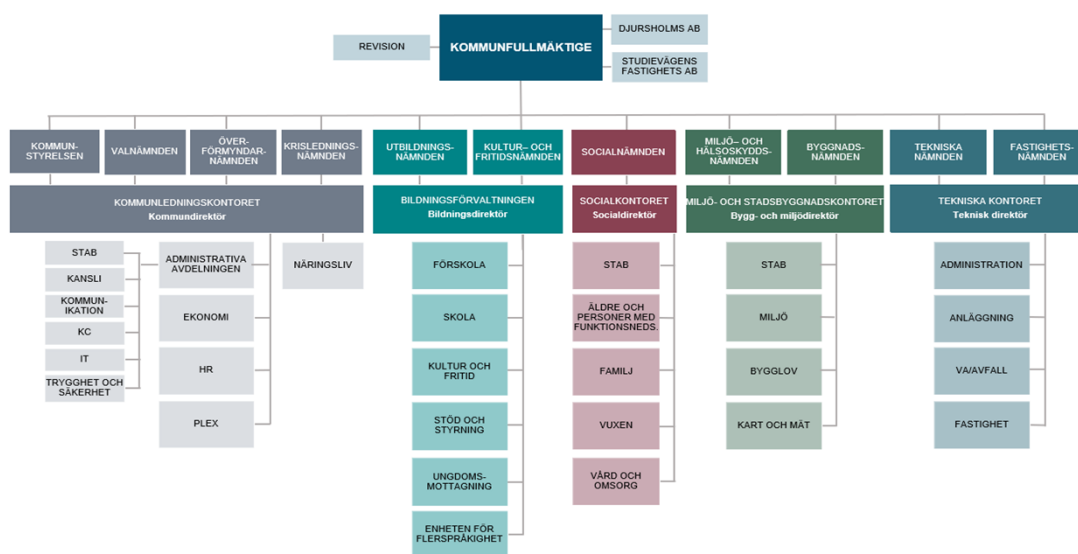 REVISION
KOMMUNFULLMÄKTIGE
DJURSHOLMS AB
STUDIEVÄGENS
FASTIGHETS AB
KOMMUN-
STYRELSEN
VALNÄMNDEN
ÖVER-
FÖRMYNDAR-
NÄMNDEN
KRISLEDNINGS-
NÄMNDEN
UTBILDNINGS-
NÄMNDEN
KULTUR– OCH
FRITIDSNÄMNDEN
SOCIALNÄMNDEN
MILJÖ– OCH
HÄLSOSKYDDS-
NÄMNDEN
BYGGNADS-
NÄMNDEN
TEKNISKA
NÄMNDEN
FASTIGHETS-
NÄMNDEN
KOMMUNLEDNINGSKONTORET
Kommundirektör
BILDNINGSFÖRVALTNINGEN
Bildningsdirektör
SOCIALKONTORET
Socialdirektör
MILJÖ- OCH STADSBYGGNADSKONTORET
Bygg- och miljödirektör
TEKNISKA KONTORET
Teknisk direktör
STAB
KANSLI
KOMMUN-
IKATION
KC
IT
TRYGGHET OCH
SÄKERHET
ADMINISTRATIVA
AVDELNINGEN
EKONOMI
HR
PLEX
NÄRINGSLIV
FÖRSKOLA
SKOLA
KULTUR OCH
FRITID
STÖD OCH
STYRNING
UNGDOMS-
MOTTAGNING
ENHETEN FÖR
FLERSPRÅKIGHET
STAB
ÄLDRE OCH
PERSONER MED
FUNKTIONSNEDS.
FAMILJ
VUXEN
VÅRD OCH
OMSORG
STAB
MILJÖ
BYGGLOV
KART OCH MÄT
ADMINISTRATION
ANLÄGGNING
VA/AVFALL
FASTIGHET